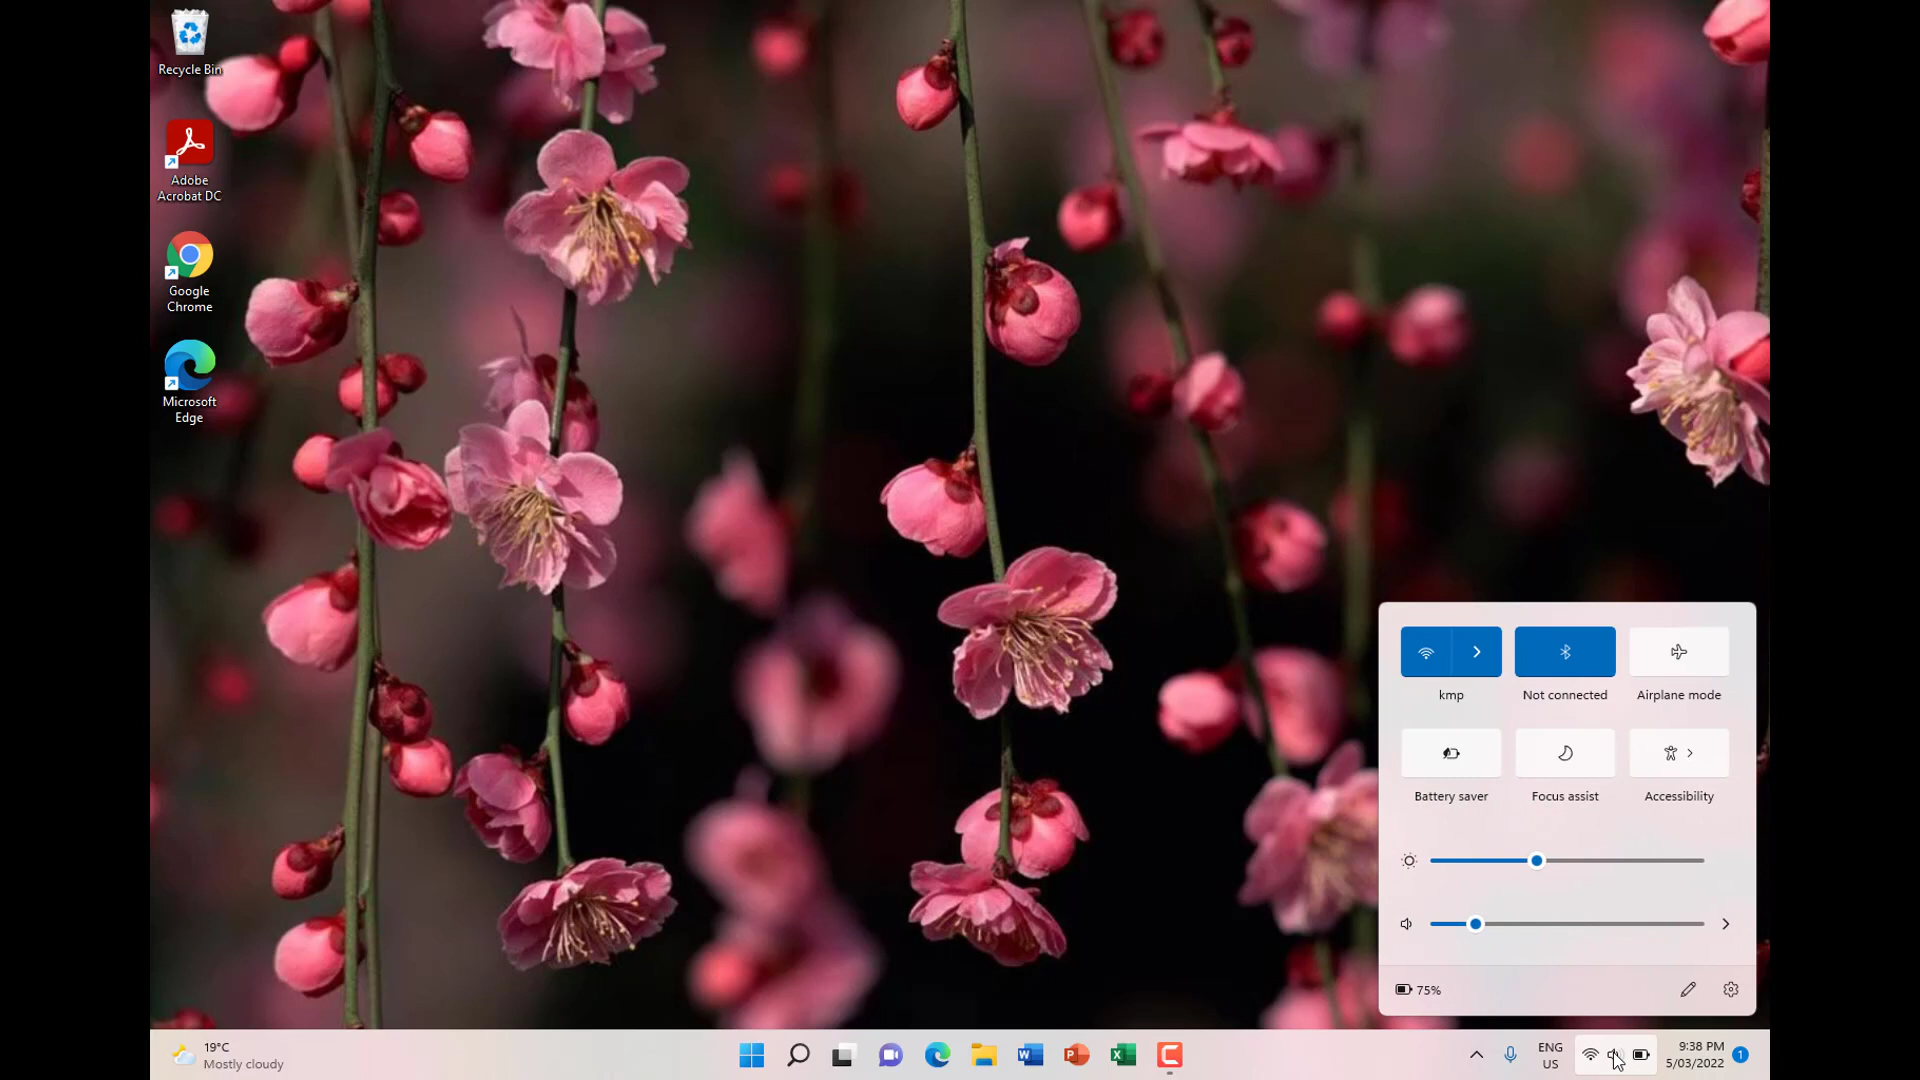 Recycle Bin
Adobe
Acrobat DC
Google
Chrome
Microsoft
Edge
kmp
Not connected
Airplane mode
Battery saver
Focus assist
Accessibility
75%
19°C
Mostly cloudy
ENG
US
9:38 PM
5/03/2022
1